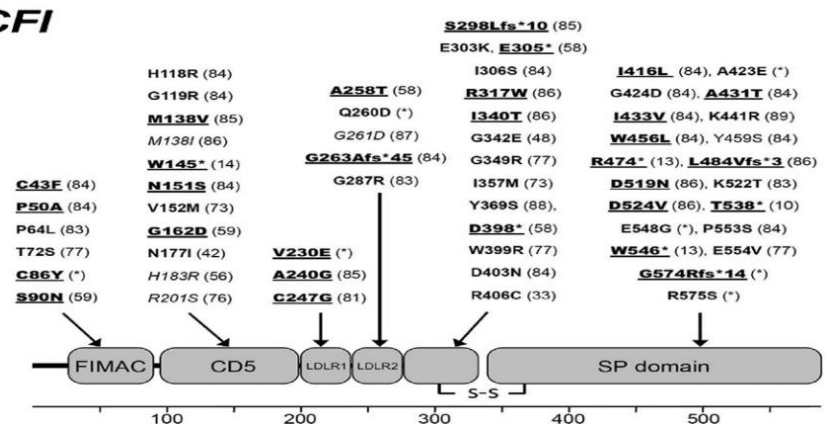 CFI
C43F (84)
P50A (84)
P64L (83)
T72S (77)
C86Y (*)
S90N (59)
H118R (84)
G119R (84)
M138V (85)
M138I (86)
W145* (14)
N151S (84)
V152M (73)
G162D (59)
N177I (42)
H183R (56)
R201S (76)
V230E (*)
A240G (85)
C247G (81)
A258T (58)
Q260D (*)
G261D (87)
G263Afs*45 (84)
G287R (83)
S298Lfs*10 (85)
E303K, E305* (58)
I306S (84)
R317W (86)
I340T (86)
G342E (48)
G349R (77)
I357M (73)
Y369S (88),
D398* (58)
W399R (77)
D403N (84)
R406C (33)
I416L (84), A423E (*)
G424D (84), A431T (84)
I433V (84), K441R (89)
W456L (84), Y459S (84)
R474* (13), L484Vfs*3 (86)
D519N (86), K522T (83)
D524V (86), T538* (10)
E548G (*), P553S (84)
W546* (13), E554V (77)
G574Rfs*14 (*)
R575S (*)
FIMAC CD5 LDLR1 LDLR2 SP domain
S-S
100 200 300 400 500